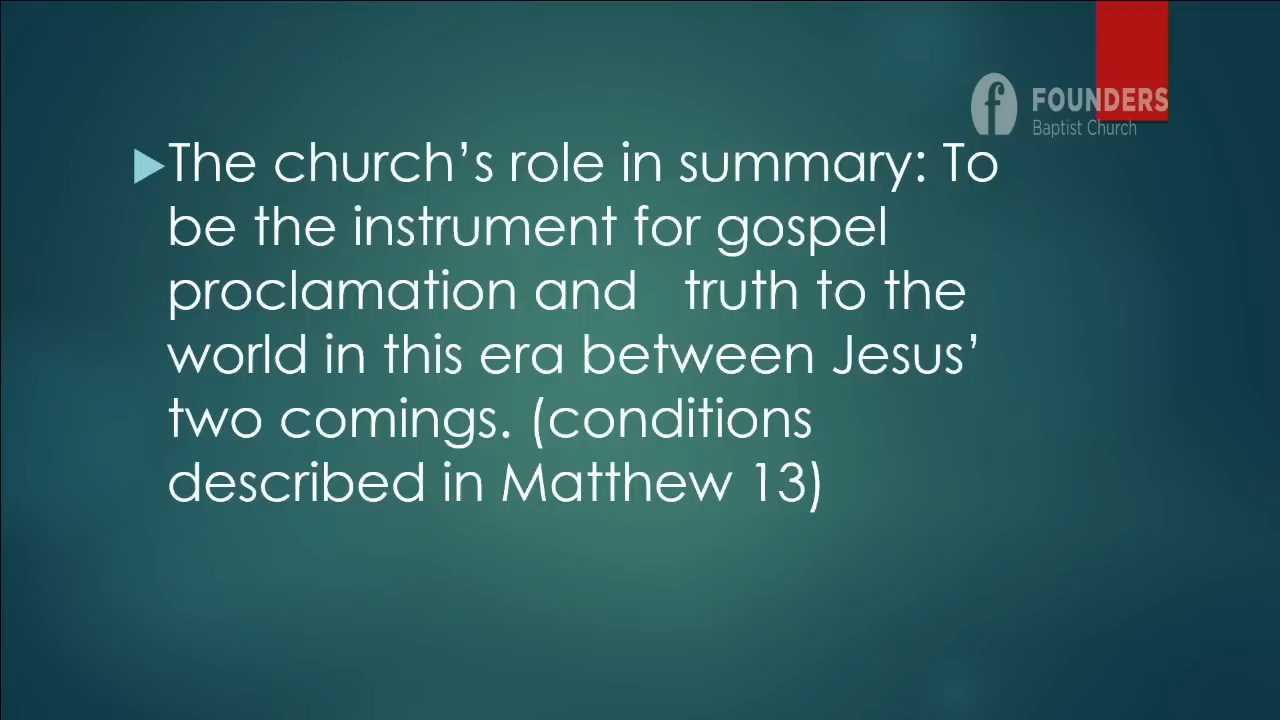 FOUNDERS
Baptist Church
The church’s role in summary: To
be the instrument for gospel
proclamation and   truth to the
world in this era between Jesus’
two comings. (conditions
described in Matthew 13)